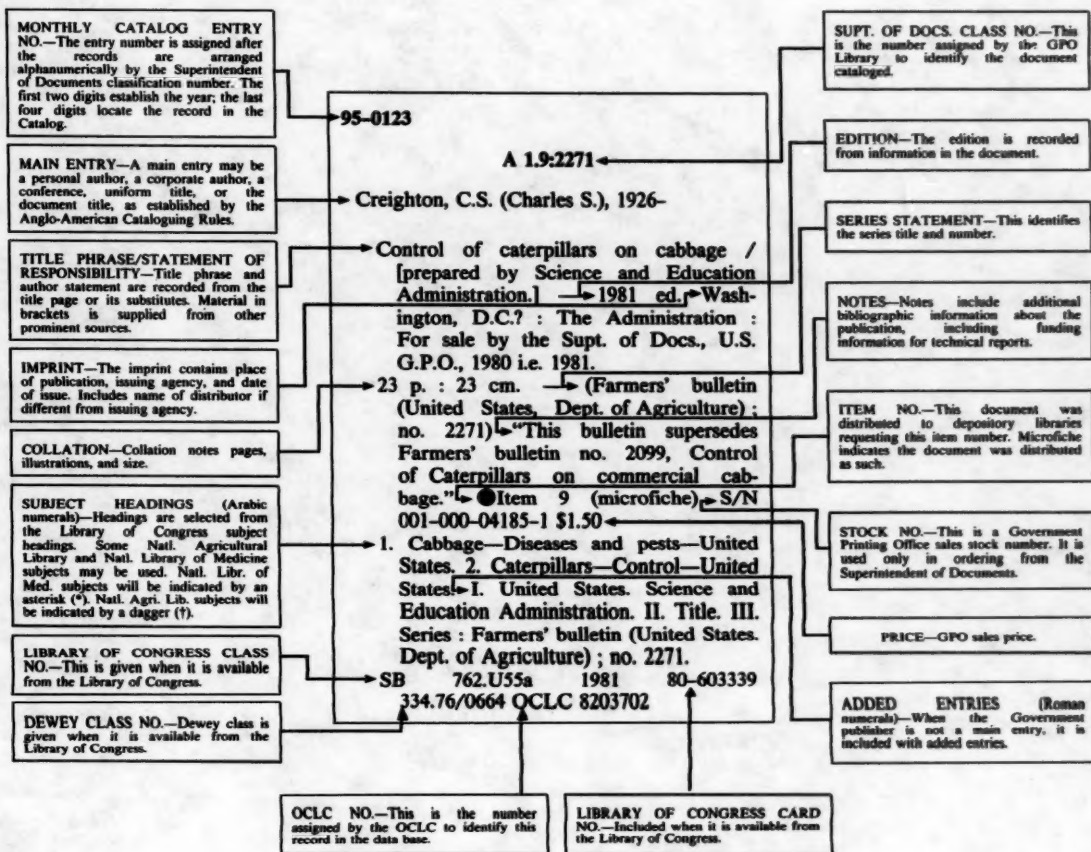 MONTHLY CATALOG ENTRY
NO.—The entry number is assigned after
the records are arranged
alphanumerically by the Superintendent
of Documents classification number. The
first two digits establish the year; the last
four digits locate the record in the
Catalog.
MAIN ENTRY—A main entry may be
a personal author, a corporate author, a
conference, uniform title, or the
document title, as established by the
Anglo-American Cataloguing Rules.
TITLE PHRASE/STATEMENT OF
RESPONSIBILITY—Title phrase and
author statement are recorded from the
title page or its substitutes. Material in
brackets is supplied from other
prominent sources.
IMPRINT—The imprint contains place
of publication, issuing agency, and date
of issue. Includes name of distributor if
different from issuing agency.
COLLATION—Collation notes pages,
illustrations, and size.
SUBJECT HEADINGS (Arabic
numerals)—Headings are selected from
the Library of Congress subject
headings. Some Natl. Agricultural
Library and Natl. Library of Medicine
subjects may be used. Natl. Libr. of
Med. subjects will be indicated by an
asterisk (*). Natl. Agri. Lib. subjects will
be indicated by a dagger (†).
LIBRARY OF CONGRESS CLASS
NO.—This is given when it is available
from the Library of Congress.
DEWEY CLASS NO.—Dewey class is
given when it is available from the
Library of Congress.
95-0123
A 1.9:2271
Creighton, C.S. (Charles S.), 1926–
Control of caterpillars on cabbage /
[prepared by Science and Education
Administration.] 1981 ed. Wash-
ington, D.C.? : The Administration :
For sale by the Supt. of Docs., U.S.
G.P.O., 1980 i.e. 1981.
23 p. : 23 cm. (Farmers' bulletin
(United States, Dept. of Agriculture) ;
no. 2271) "This bulletin supersedes
Farmers' bulletin no. 2099, Control
of Caterpillars on commercial cab-
bage." ●Item 9 (microfiche) S/N
001-000-04185-1 $1.50
1. Cabbage—Diseases and pests—United
States. 2. Caterpillars—Control—United
States. I. United States. Science and
Education Administration. II. Title. III.
Series : Farmers' bulletin (United States.
Dept. of Agriculture) ; no. 2271.
SB 762.U55a 1981 80-603339
334.76/0664 OCLC 8203702
SUPT. OF DOCS. CLASS NO.—This
is the number assigned by the GPO
Library to identify the document
cataloged.
EDITION—The edition is recorded
from information in the document.
SERIES STATEMENT—This identifies
the series title and number.
NOTES—Notes include additional
bibliographic information about the
publication, including funding
information for technical reports.
ITEM NO.—This document was
distributed to depository libraries
requesting this item number. Microfiche
indicates the document was distributed
as such.
STOCK NO.—This is a Government
Printing Office sales stock number. It is
used only in ordering from the
Superintendent of Documents.
PRICE—GPO sales price.
ADDED ENTRIES (Roman
numerals)—When the Government
publisher is not a main entry, it is
included with added entries.
OCLC NO.—This is the number
assigned by the OCLC to identify this
record in the data base.
LIBRARY OF CONGRESS CARD
NO.—Included when it is available from
the Library of Congress.